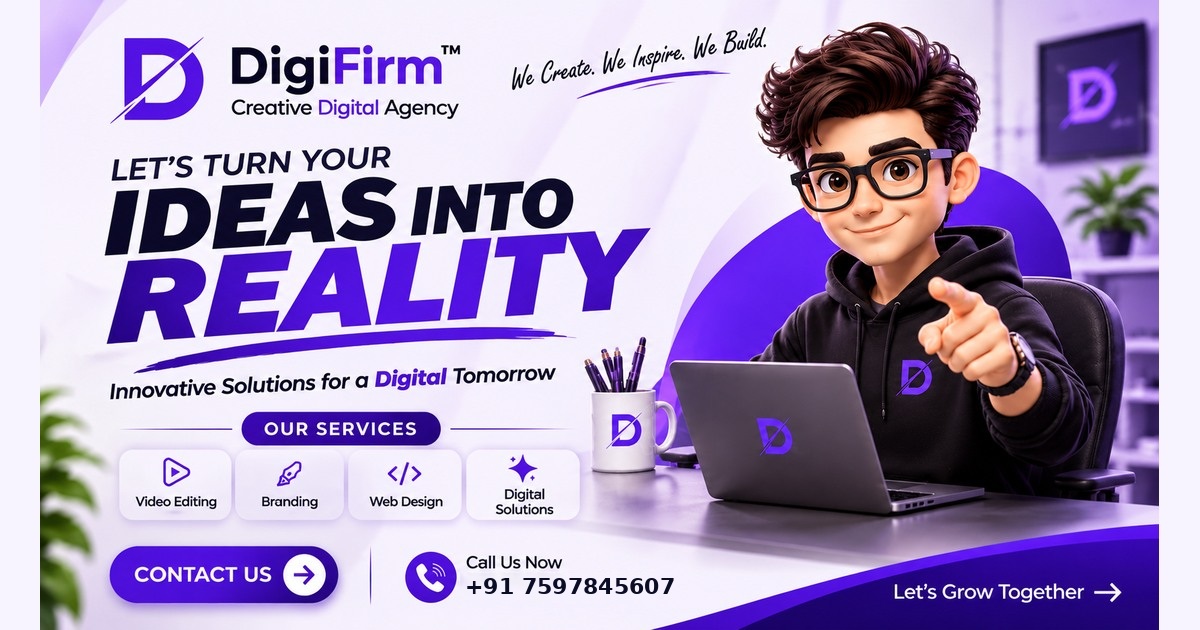 DigiFirm™
Creative Digital Agency
We Create. We Inspire. We Build.
LET'S TURN YOUR
IDEAS INTO
REALITY
Innovative Solutions for a Digital Tomorrow
OUR SERVICES
Video Editing
Branding
Web Design
Digital
Solutions
CONTACT US
Call Us Now
+91 7597845607
Let's Grow Together